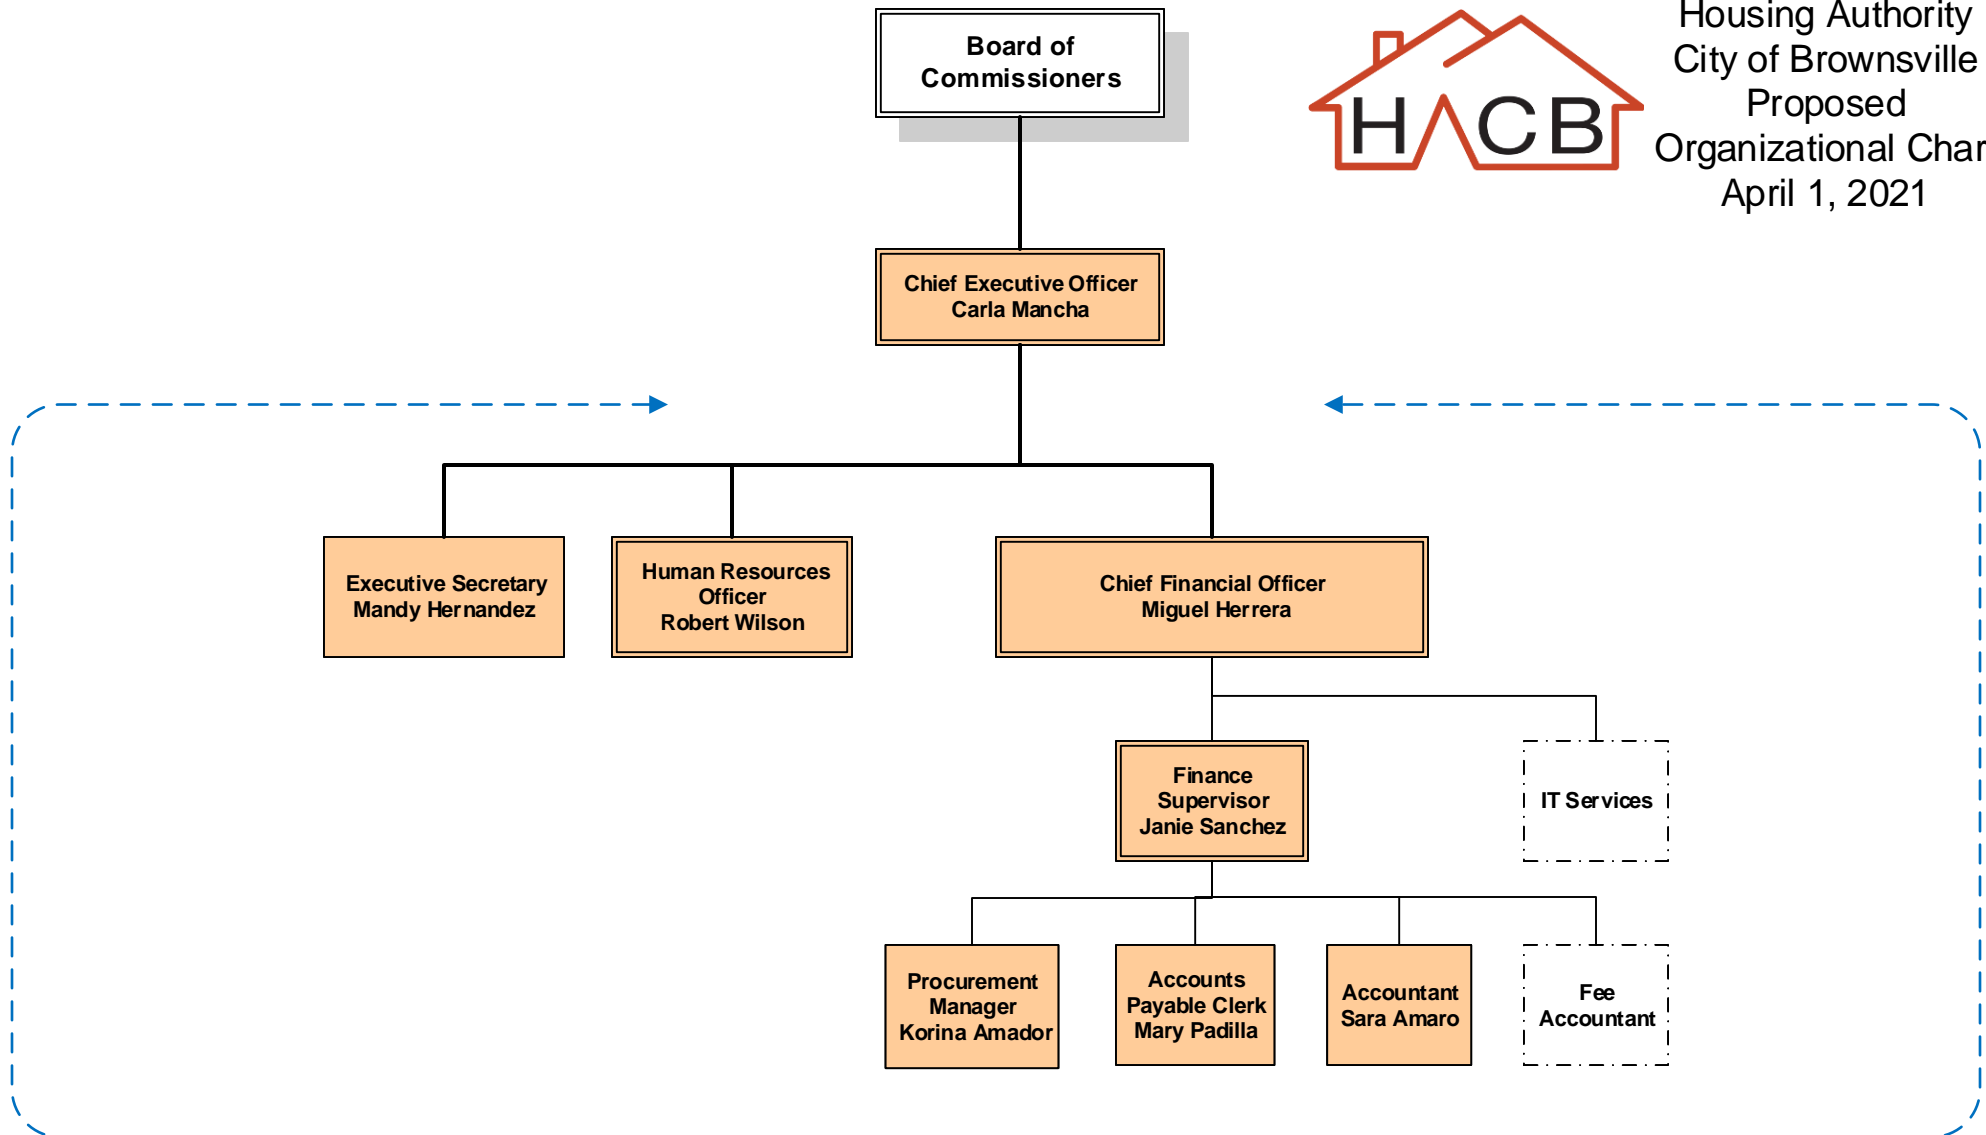 Board of
Commissioners
HACB
Housing Authority
City of Brownsville
Proposed
Organizational Char
April 1, 2021
Chief Executive Officer
Carla Mancha
Executive Secretary
Mandy Hernandez
Human Resources
Officer
Robert Wilson
Chief Financial Officer
Miguel Herrera
Finance
Supervisor
Janie Sanchez
IT Services
Procurement
Manager
Korina Amador
Accounts
Payable Clerk
Mary Padilla
Accountant
Sara Amaro
Fee
Accountant